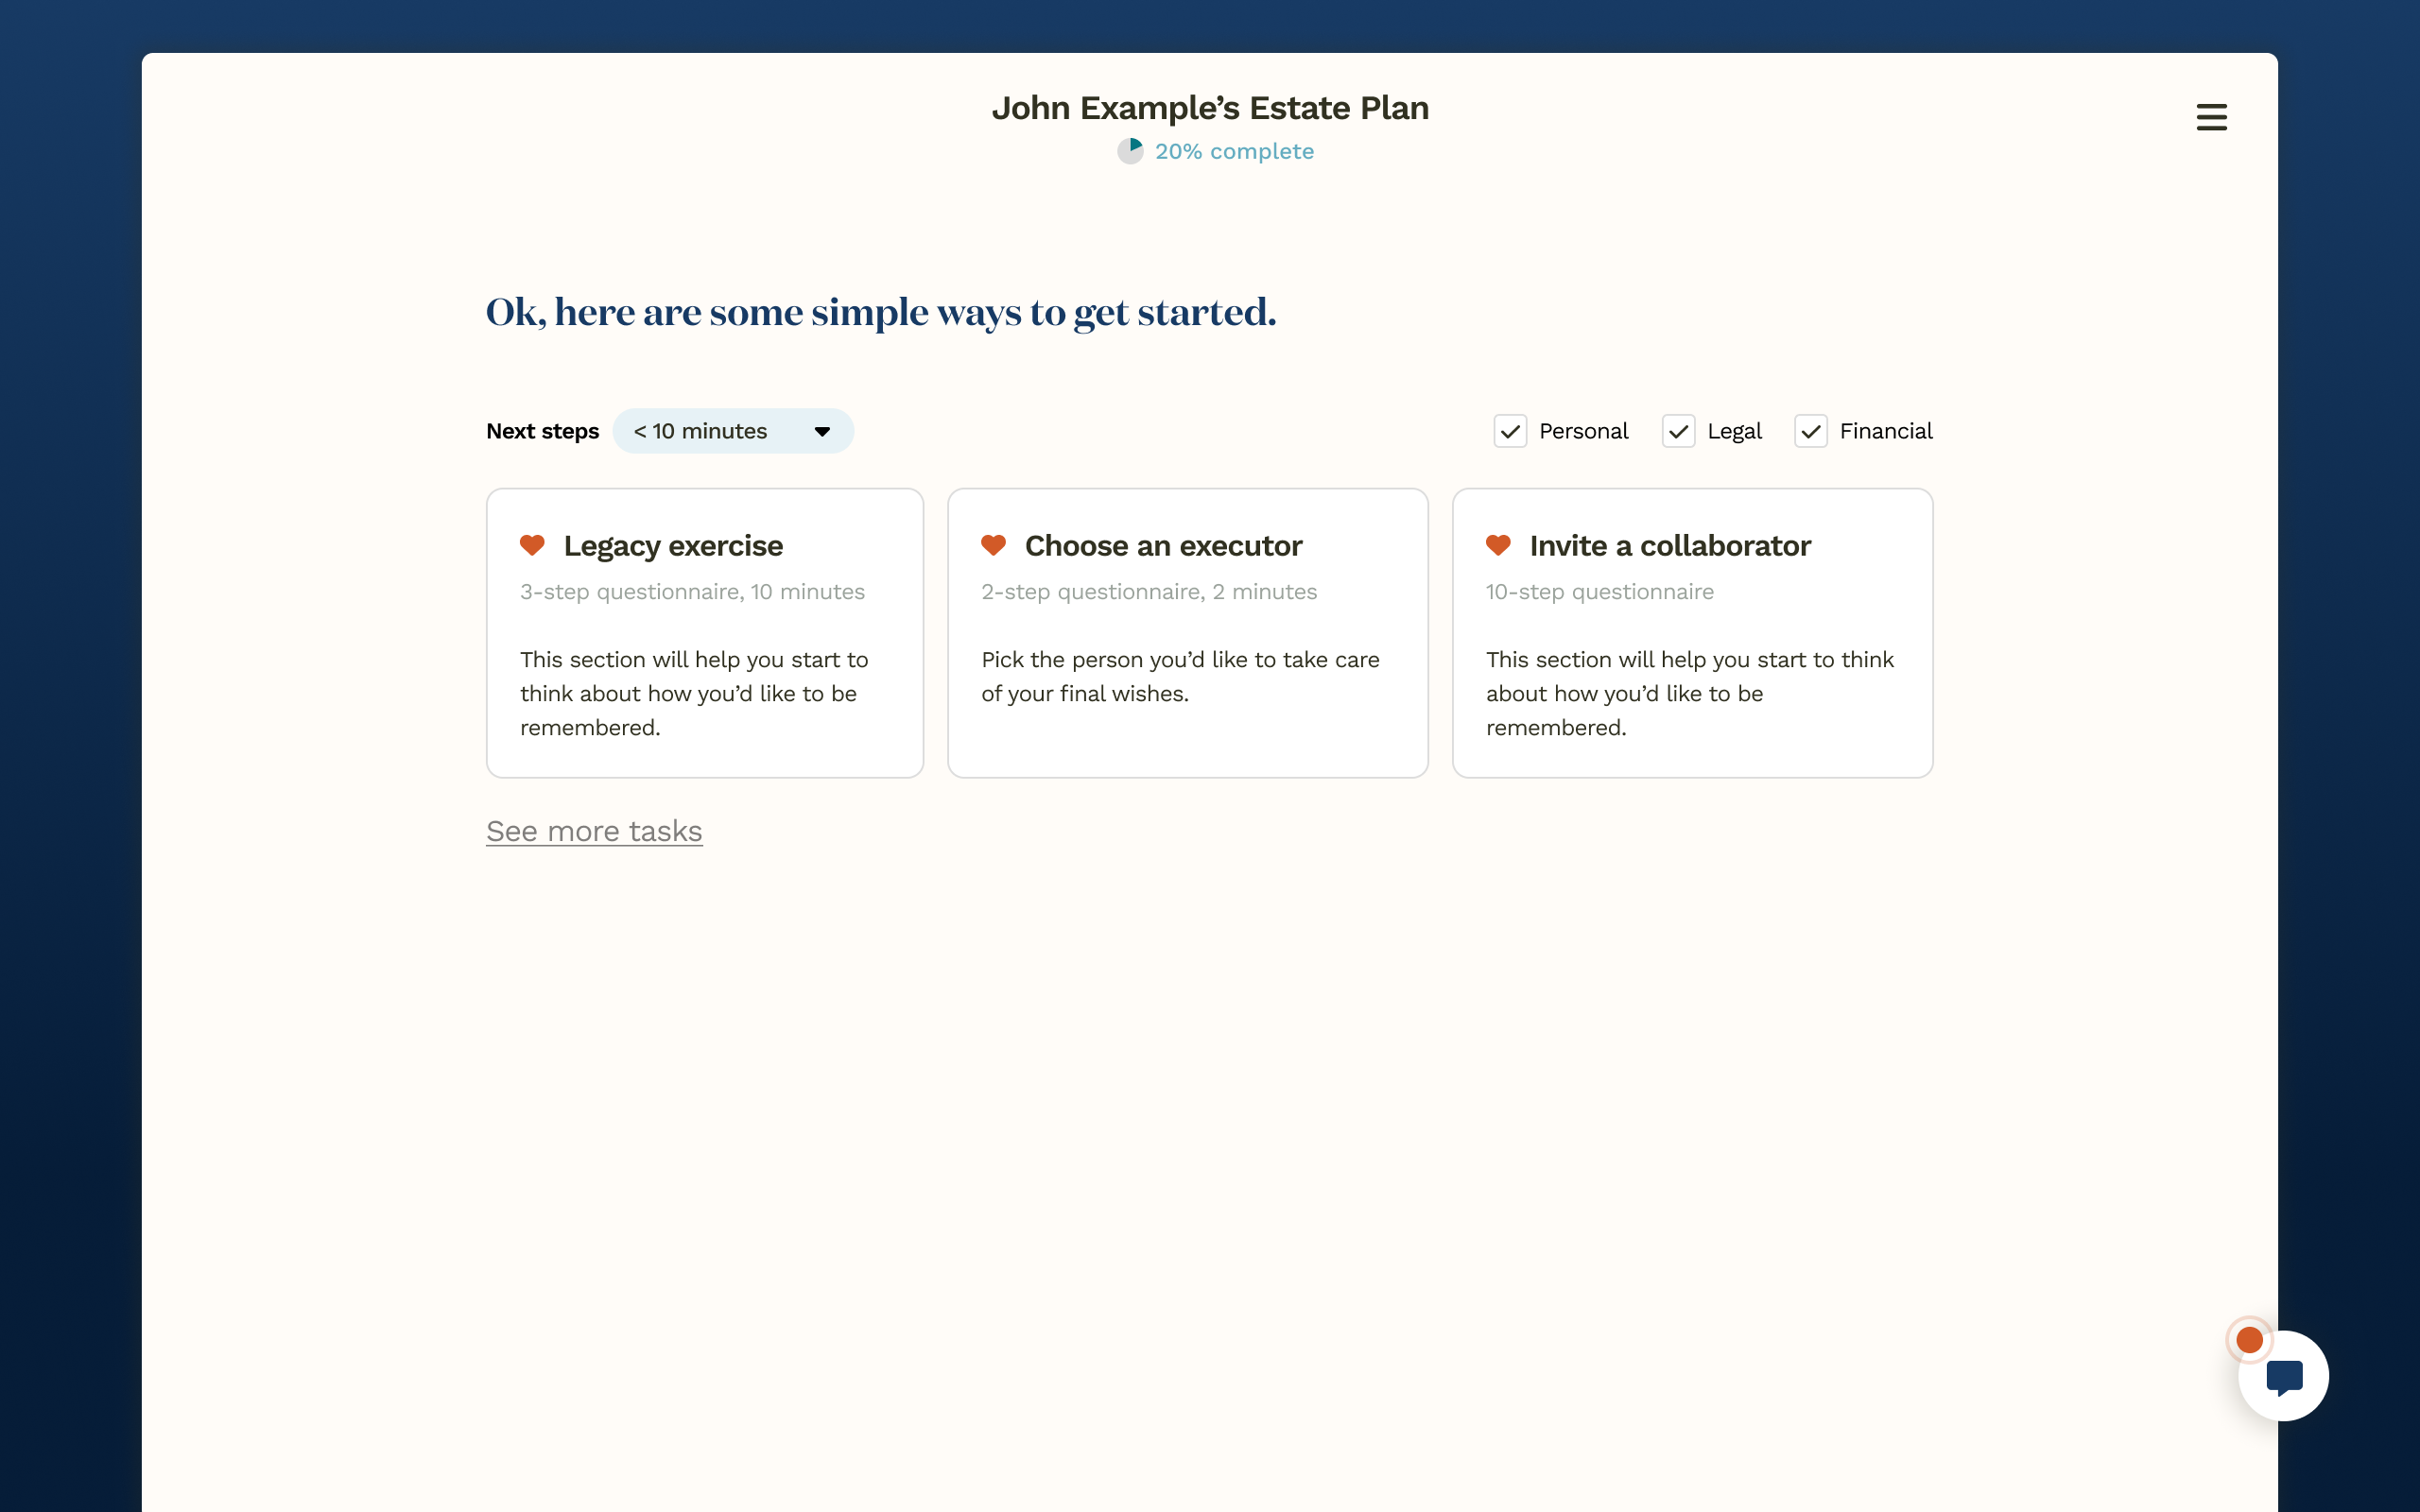 John Example’s Estate Plan
20% complete
Ok, here are some simple ways to get started.
Next steps
< 10 minutes
Personal
Legal
Financial
Legacy exercise
3-step questionnaire, 10 minutes
This section will help you start to
think about how you’d like to be
remembered.
Choose an executor
2-step questionnaire, 2 minutes
Pick the person you’d like to take care
of your final wishes.
Invite a collaborator
10-step questionnaire
This section will help you start to think
about how you’d like to be
remembered.
See more tasks